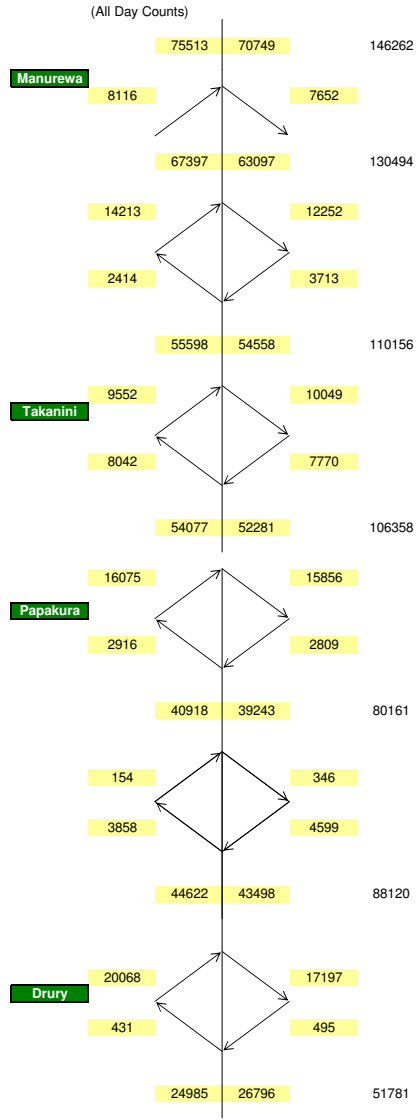 (All Day Counts)
75513 70749 146262
Manurewa
8116 7652
67397 63097 130494
14213 12252
2414 3713
55598 54558 110156
9552 10049
Takanini
8042 7770
54077 52281 106358
16075 15856
Papakura
2916 2809
40918 39243 80161
154 346
3858 4599
44622 43498 88120
20068 17197
Drury
431 495
24985 26796 51781